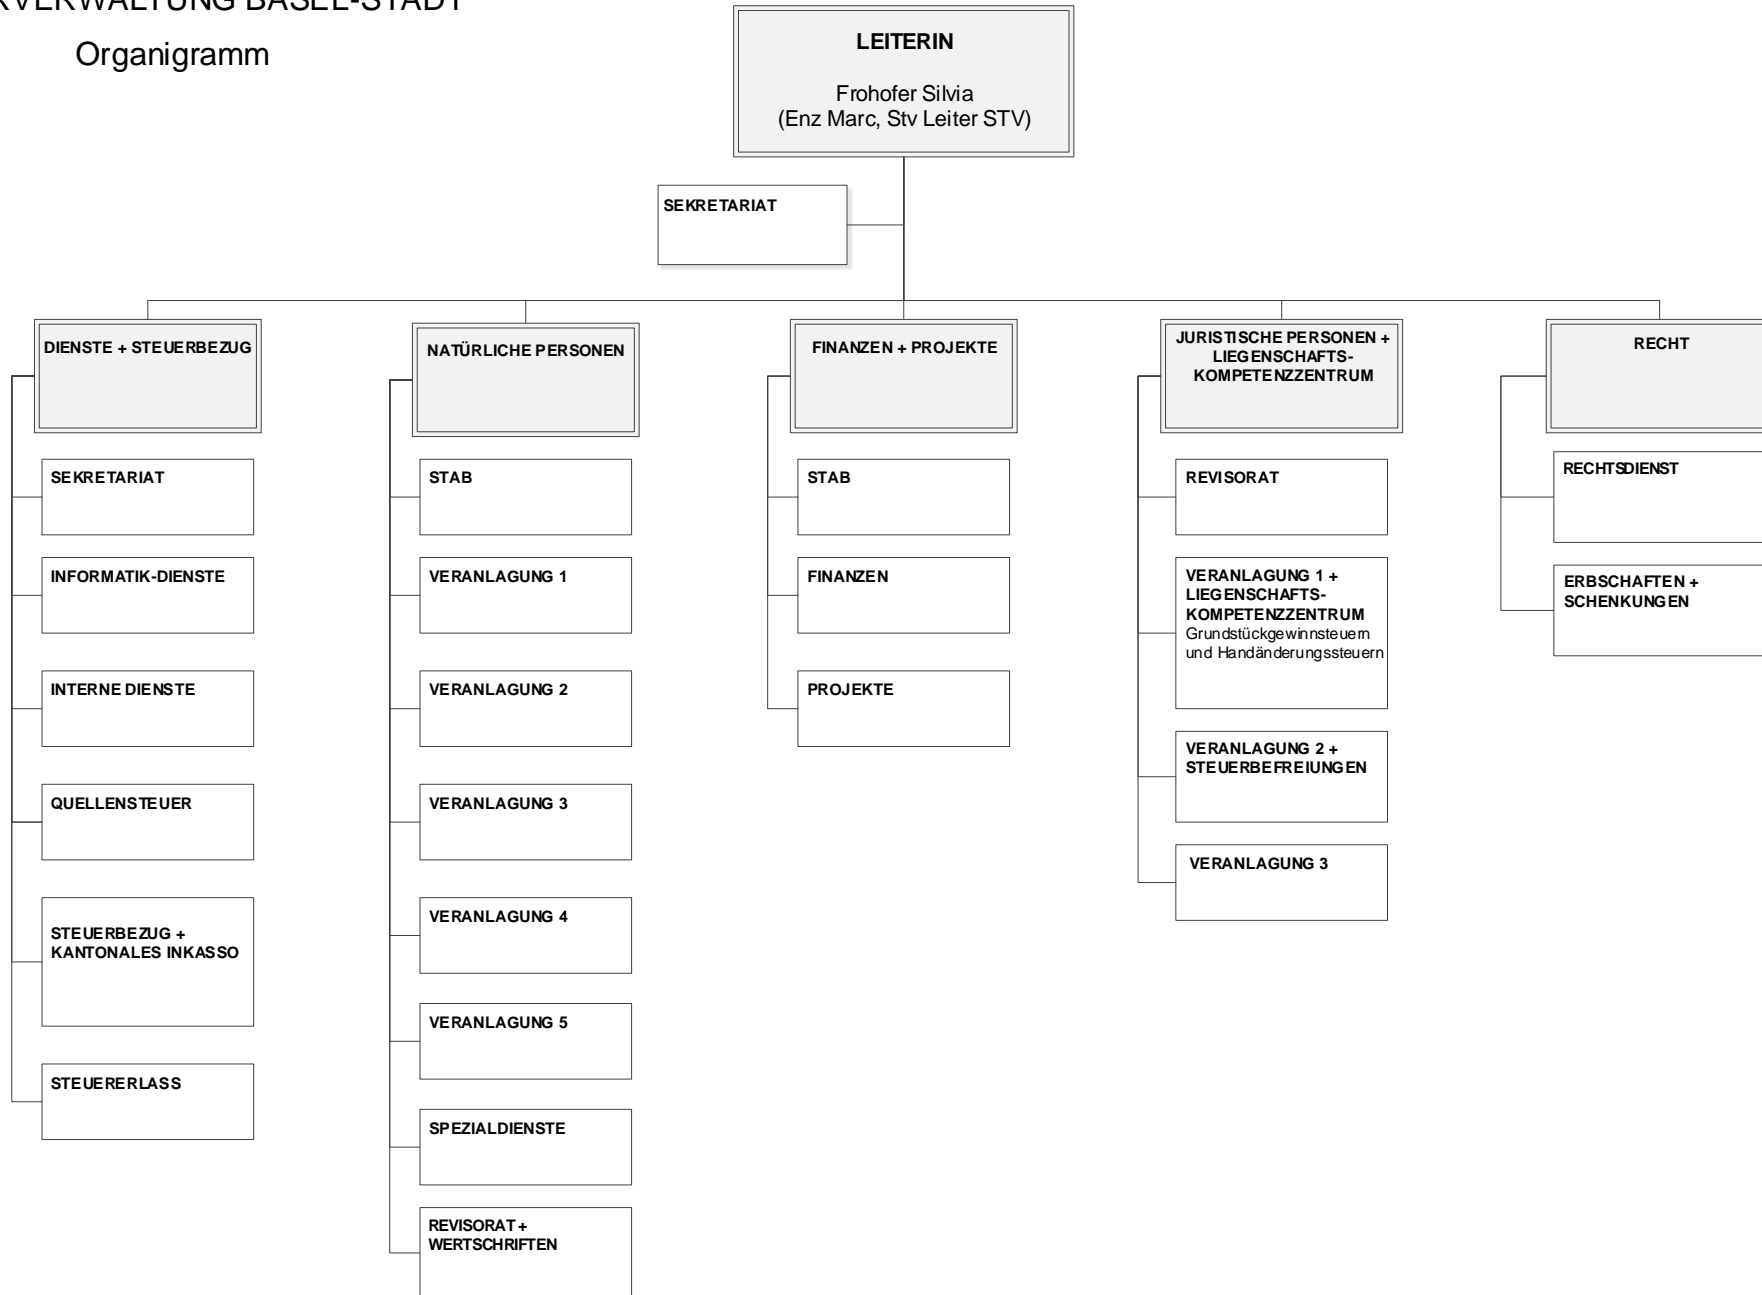 BASEL-STADT
Organigramm
LEITERIN
Frohofer Silvia
(Enz Marc, Stv Leiter STV)
SEKRETARIAT
DIENSTE + STEUERBEZUG
SEKRETARIAT
INFORMATIK-DIENSTE
INTERNE DIENSTE
QUELLENSTEUER
STEUERBEZUG +
KANTONALES INKASSO
STEUERERLASS
NATÜRLICHE PERSONEN
STAB
VERANLAGUNG 1
VERANLAGUNG 2
VERANLAGUNG 3
VERANLAGUNG 4
VERANLAGUNG 5
SPEZIALDIENSTE
REVISORAT +
WERTSCHRIFTEN
FINANZEN + PROJEKTE
STAB
FINANZEN
PROJEKTE
JURISTISCHE PERSONEN +
LIEGENSCHAFTS-
KOMPETENZZENTRUM
REVISORAT
VERANLAGUNG 1 +
LIEGENSCHAFTS-
KOMPETENZZENTRUM
Grundstückgewinnsteuern
und Handänderungssteuern
VERANLAGUNG 2 +
STEUERBEFREIUNGEN
VERANLAGUNG 3
RECHT
RECHTSDIENST
ERBSCHAFTEN +
SCHENKUNGEN